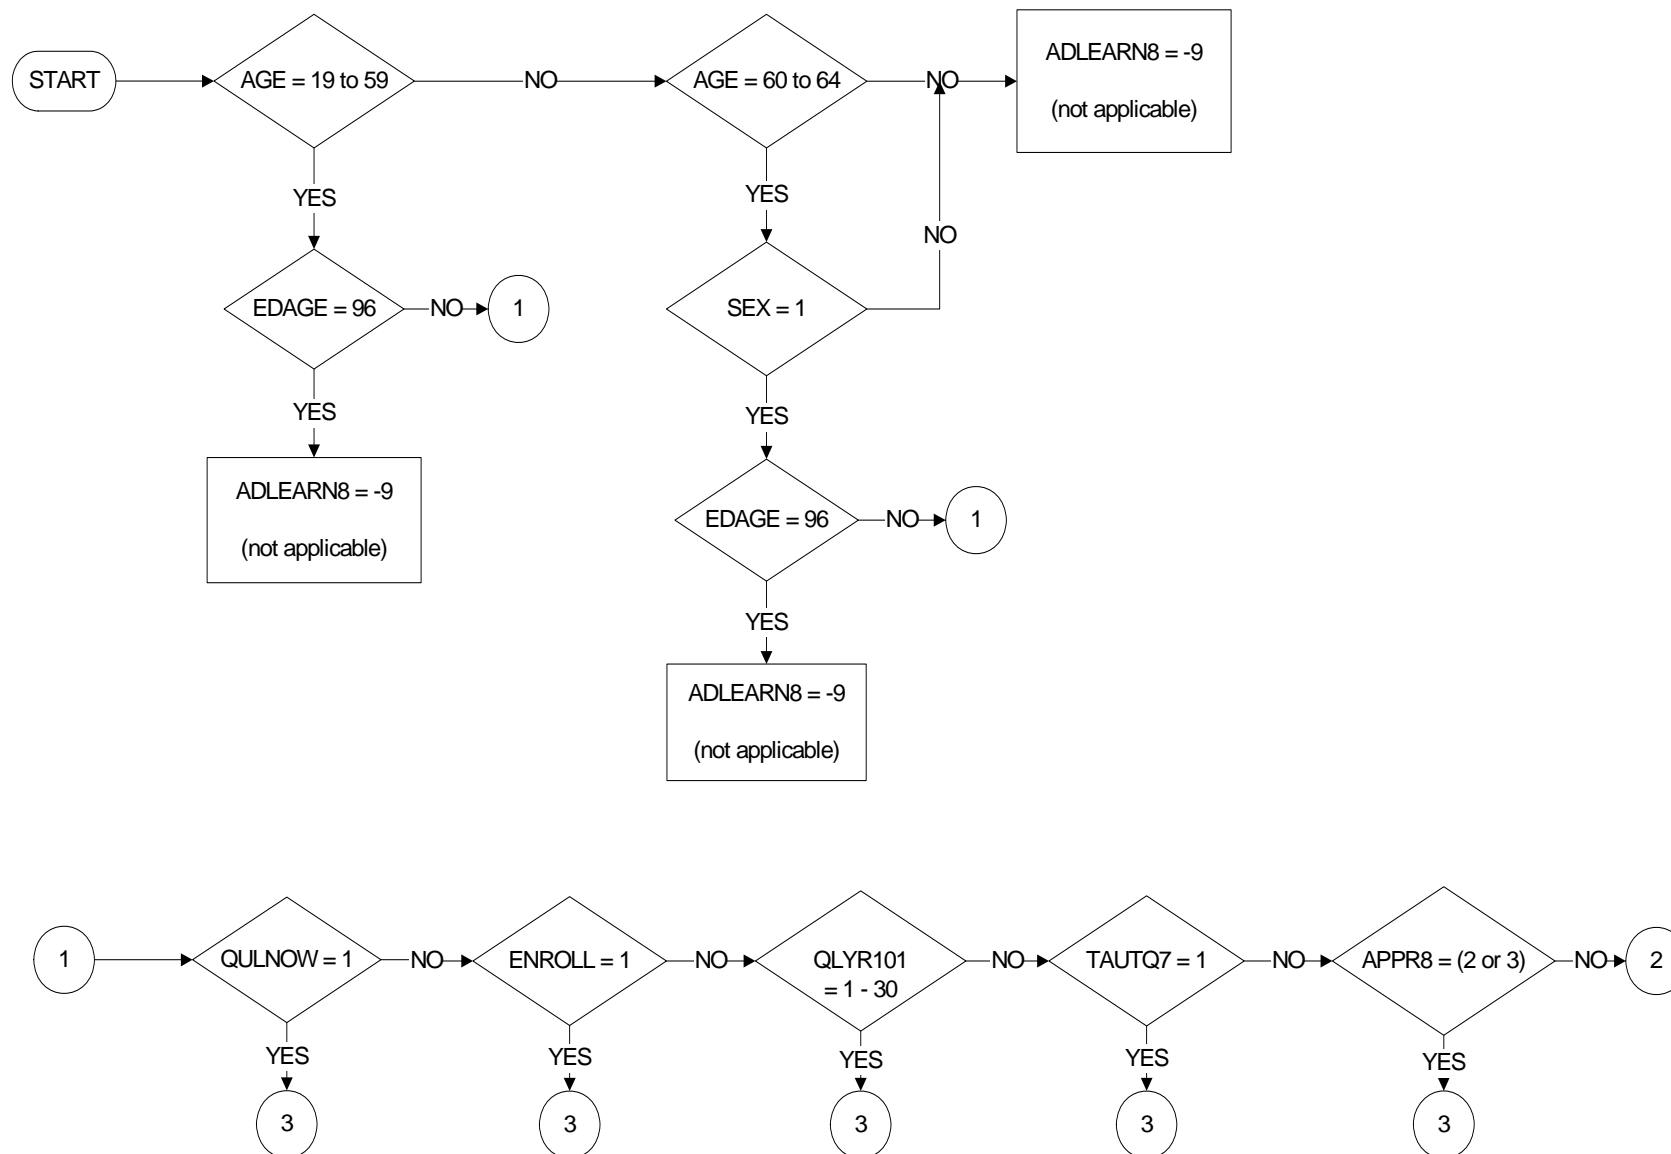 START
AGE = 19 to 59
NO
AGE = 60 to 64
NO
ADLEARN8 = -9
(not applicable)
YES
YES
NO
EDAGE = 96
NO
1
SEX = 1
YES
YES
ADLEARN8 = -9
(not applicable)
EDAGE = 96
NO
1
YES
ADLEARN8 = -9
(not applicable)
1
QULNOW = 1
NO
ENROLL = 1
NO
QLYR101
= 1 - 30
NO
TAUTQ7 = 1
NO
APPR8 = (2 or 3)
NO
2
YES
YES
YES
YES
YES
3
3
3
3
3